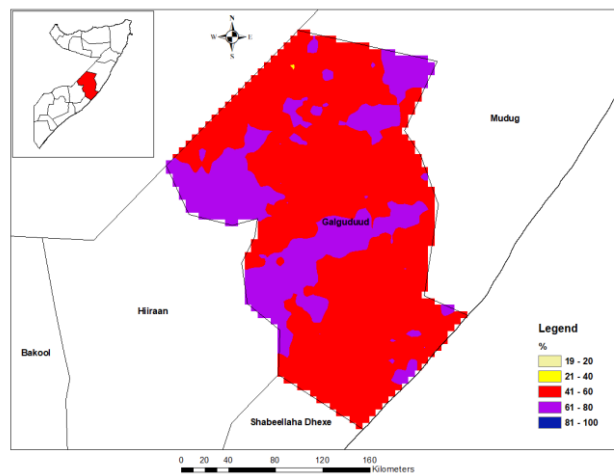 N
W E
S
Mudug
Galguduud
Hiiraan
Bakool
Shabeellaha Dhexe
Legend
%
19 - 20
21 - 40
41 - 60
61 - 80
81 - 100
0 20 40 80 120 160
Kilometers